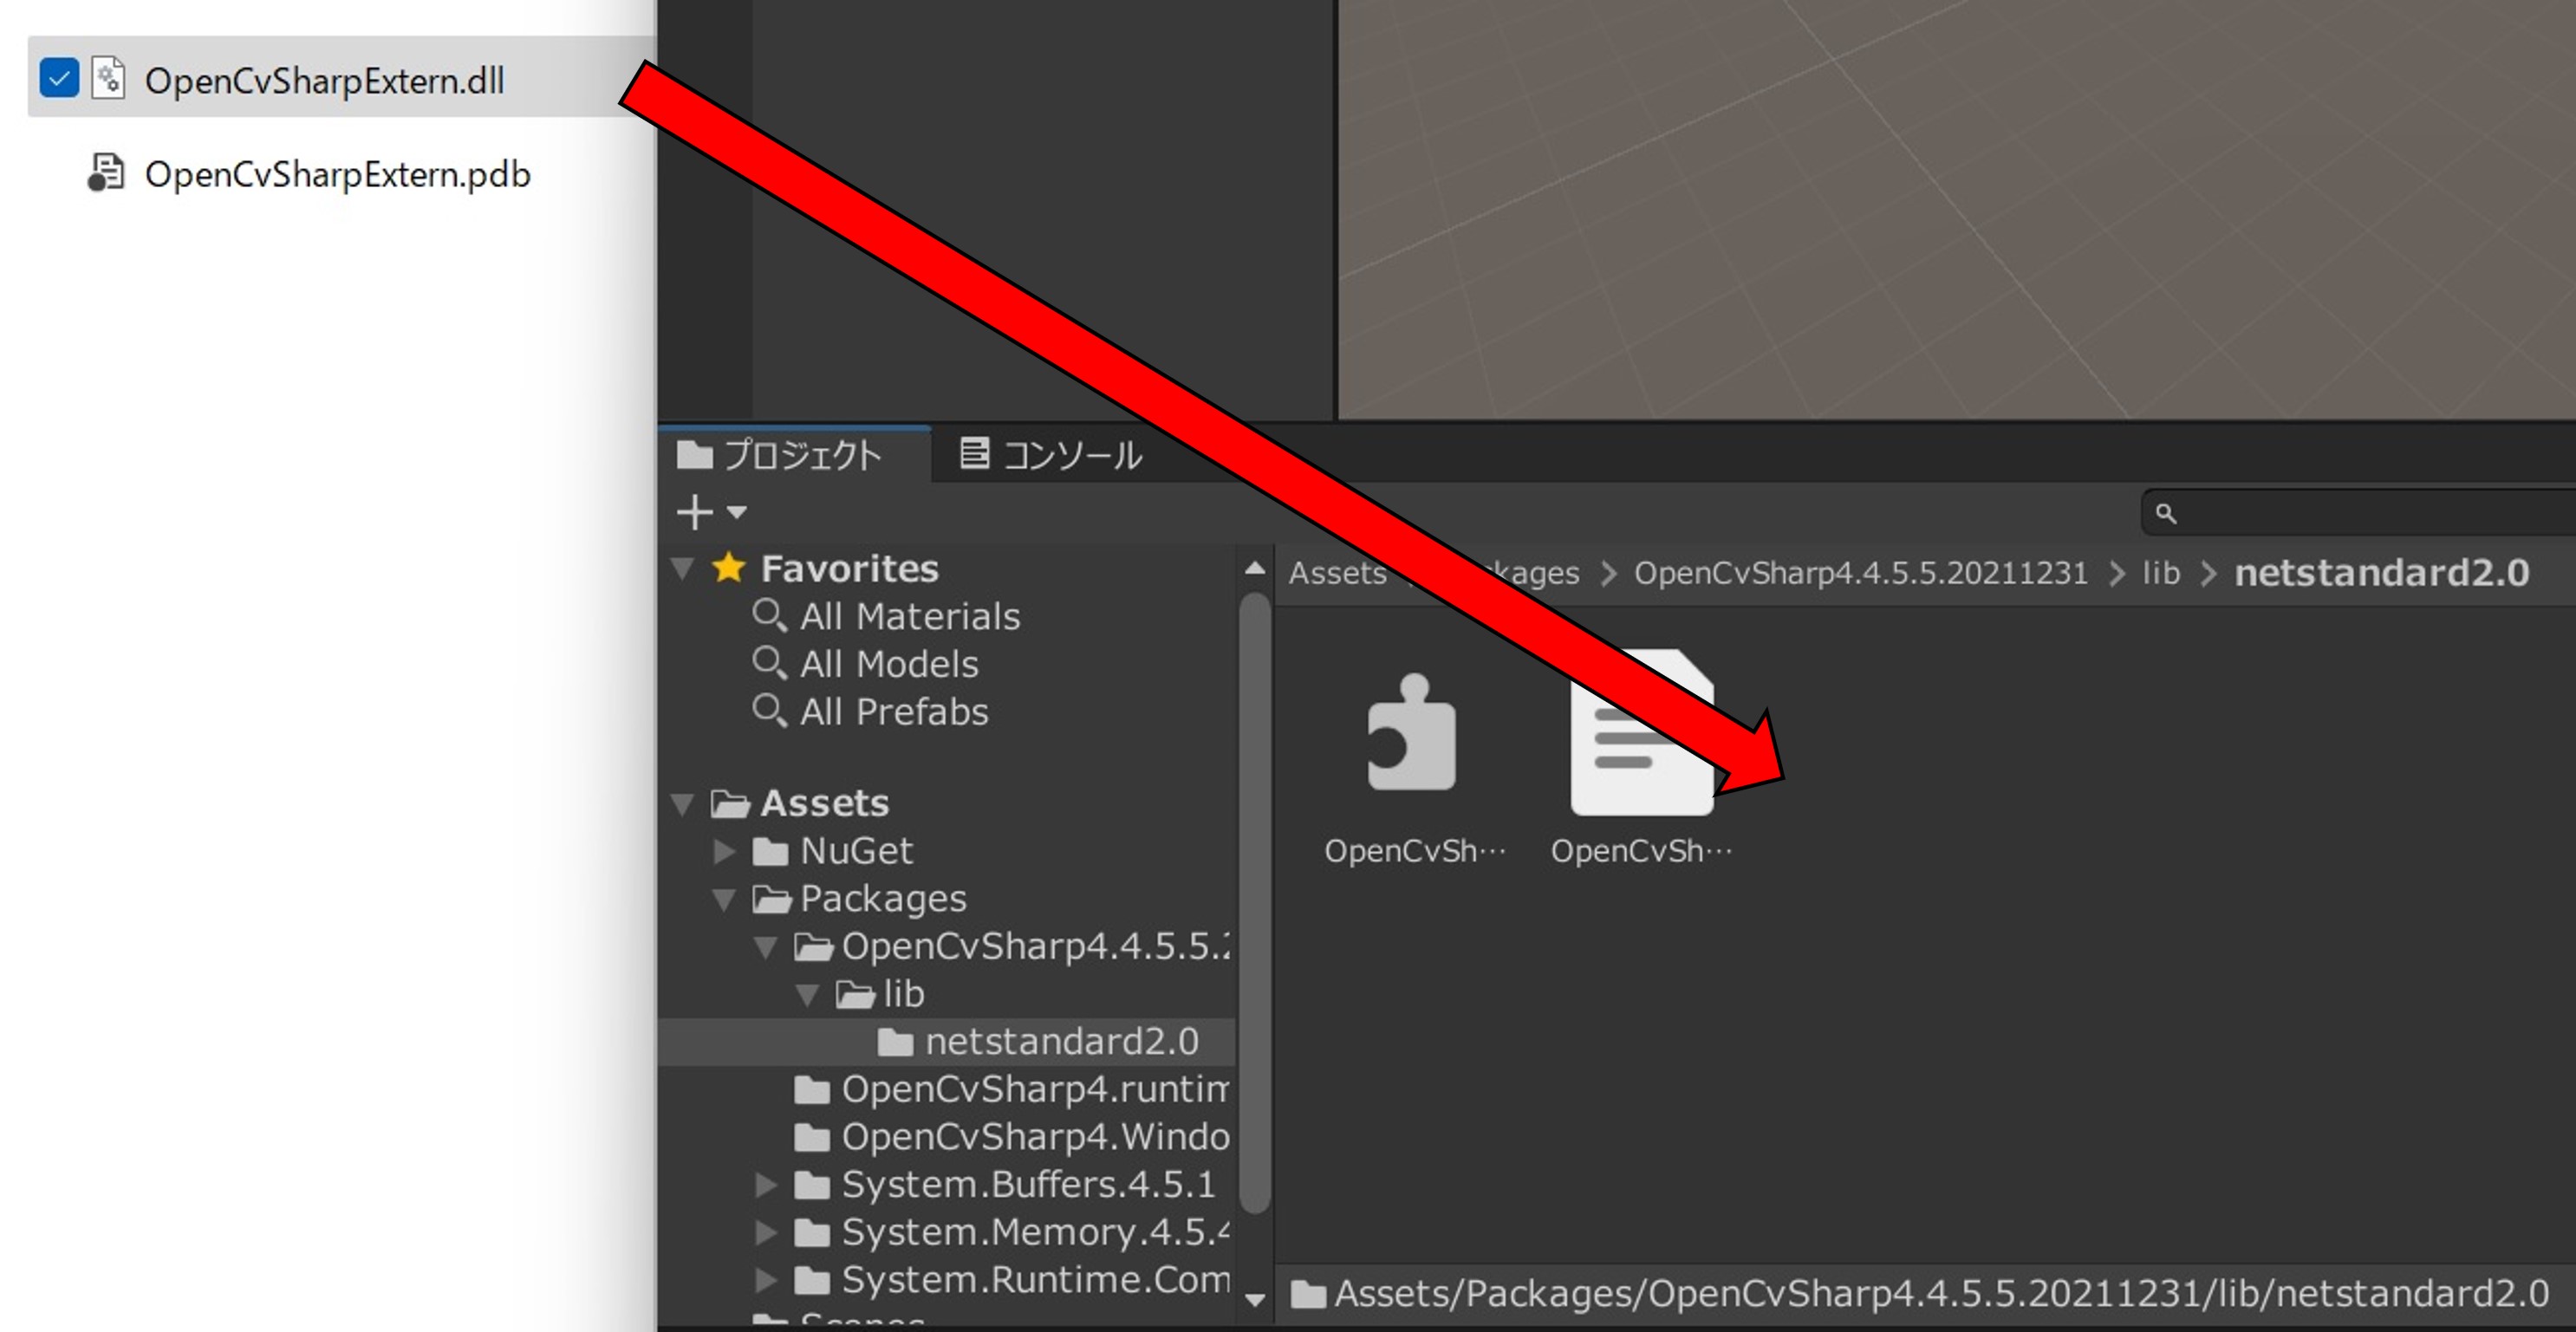 OpenCvSharpExtern.dll
OpenCvSharpExtern.pdb
プロジェクト
コンソール
Favorites
All Materials
All Models
All Prefabs
Assets
NuGet
Packages
OpenCvSharp4.4.5.5.2
lib
netstandard2.0
OpenCvSharp4.runtim
OpenCvSharp4.Windo
System.Buffers.4.5.1
System.Memory.4.5.4
System.Runtime.Com
Assets kages > OpenCvSharp4.4.5.5.20211231 > lib > netstandard2.0
OpenCvSh…
OpenCvSh…
Assets/Packages/OpenCvSharp4.4.5.5.20211231/lib/netstandard2.0